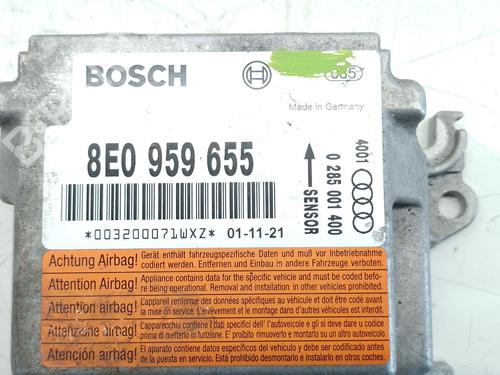 BOSCH
Made in Germany
8E0 959 655
SENSOR
0 285 001 400
4001
*003200071WXZ* 01-11-21
Achtung Airbag! Gerät enthält fahrzeugspezifische Daten und muß vor Inbetriebnahme
codiert werden. Entfernen und Einbau in andere Fahrzeuge verboten.
Attention Airbag! Appliance contains data for the specific vehicle and must be coded
before operational. Removal and installation in other vehicles prohibited.
Attention airbag! L'appareil renferme des données spécifiques au véhicule et doit être codé avant
la mise en service. L'enlèvement et le montage dans d'autres véhicules sont interdits.
Attenzione airbag! L'apparecchio contiene i dati specifici dell' autoveicolo e gli si deve dare un codice
prima di metterlo in funzione. E' proibito rimuoverlo e montarlo su un altro autoveicolo.
Atención airbag! El aparato contiene datos específicos del vehículo y debe ser codificado antes
de la puesta en servicio. Está prohibido desmontarlo e instalarlo en otros coches.